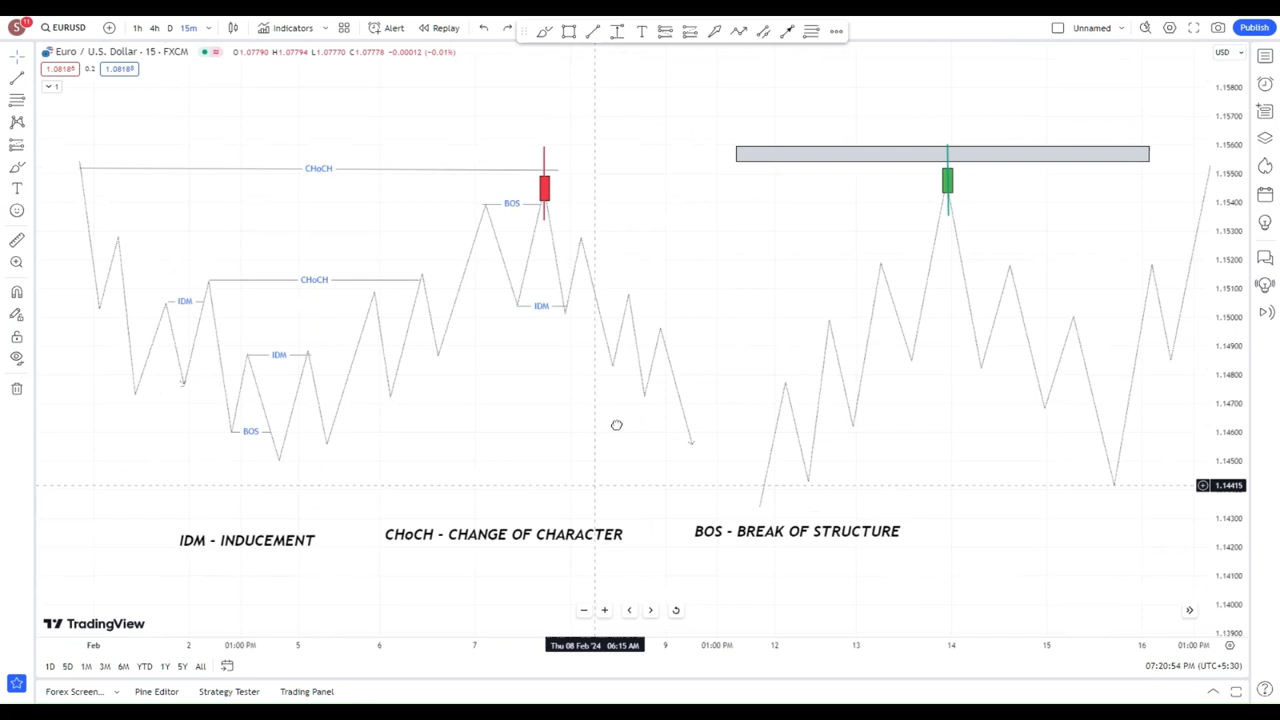 S 11 EURUSD 1h 4h D 15m Indicators Alert Replay Unnamed Publish
Euro / U.S. Dollar · 15 · FXCM O1.07790 H1.07794 L1.07770 C1.07778 −0.00012 (−0.01%)
USD
1.08185 0.2 1.08185
1
1.15800
1.15700
1.15600
1.15500
1.15400
1.15300
1.15200
1.15100
1.15000
1.14900
1.14800
1.14700
1.14600
1.14500
1.14415
1.14300
1.14200
1.14100
1.14000
1.13900
CHoCH
BOS
CHoCH
IDM
IDM
IDM
BOS
IDM - INDUCEMENT
CHoCH - CHANGE OF CHARACTER
BOS - BREAK OF STRUCTURE
TradingView
Feb 2 01:00 PM 5 6 7 Thu 08 Feb '24 06:15 AM 9 01:00 PM 12 13 14 15 16 01:00 PM
1D 5D 1M 3M 6M YTD 1Y 5Y All
07:20:54 PM (UTC+5:30)
Forex Screen... Pine Editor Strategy Tester Trading Panel